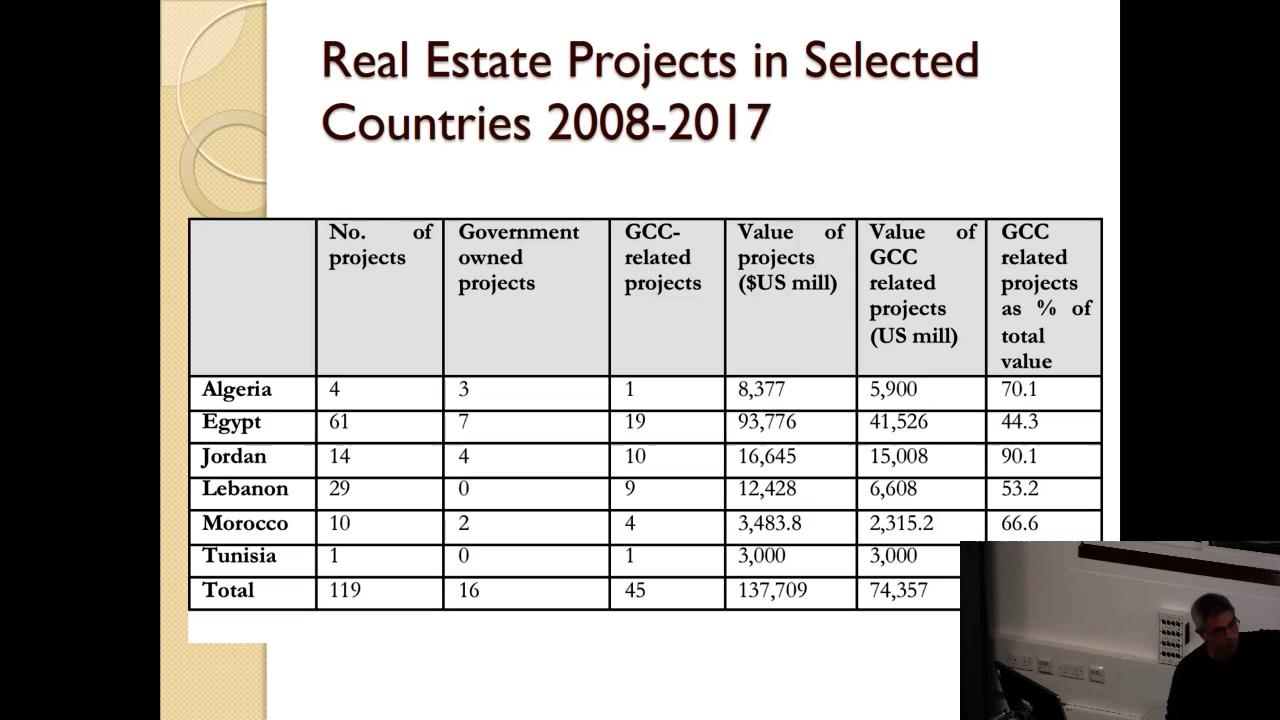 Real Estate Projects in Selected
Countries 2008-2017
No. of projects | Government owned projects | GCC-related projects | Value of projects ($US mill) | Value of GCC related projects (US mill) | GCC related projects as % of total value
Algeria | 4 | 3 | 1 | 8,377 | 5,900 | 70.1
Egypt | 61 | 7 | 19 | 93,776 | 41,526 | 44.3
Jordan | 14 | 4 | 10 | 16,645 | 15,008 | 90.1
Lebanon | 29 | 0 | 9 | 12,428 | 6,608 | 53.2
Morocco | 10 | 2 | 4 | 3,483.8 | 2,315.2 | 66.6
Tunisia | 1 | 0 | 1 | 3,000 | 3,000
Total | 119 | 16 | 45 | 137,709 | 74,357